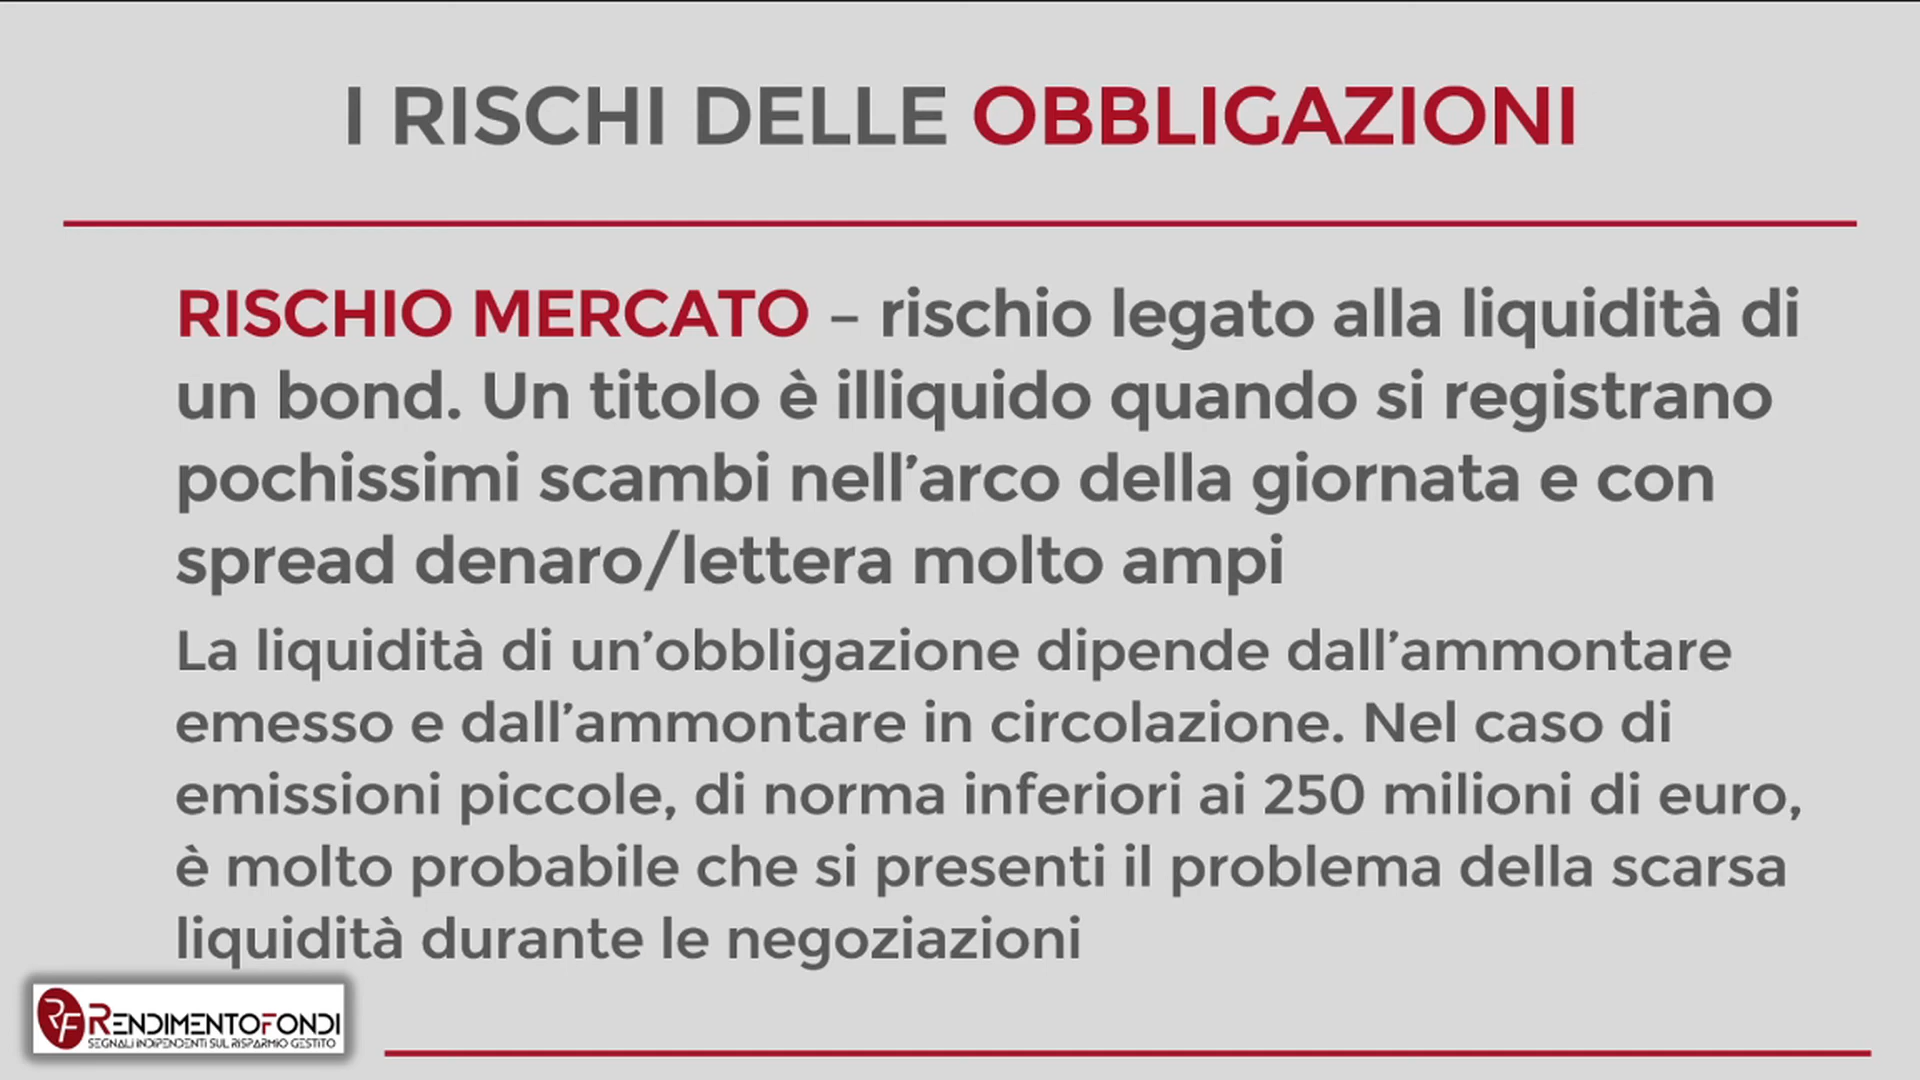 I RISCHI DELLE OBBLIGAZIONI
RISCHIO MERCATO – rischio legato alla liquidità di
un bond. Un titolo è illiquido quando si registrano
pochissimi scambi nell’arco della giornata e con
spread denaro/lettera molto ampi
La liquidità di un’obbligazione dipende dall’ammontare
emesso e dall’ammontare in circolazione. Nel caso di
emissioni piccole, di norma inferiori ai 250 milioni di euro,
è molto probabile che si presenti il problema della scarsa
liquidità durante le negoziazioni
RF RENDIMENTOFONDI
SEGNALI INDIPENDENTI SUL RISPARMIO GESTITO